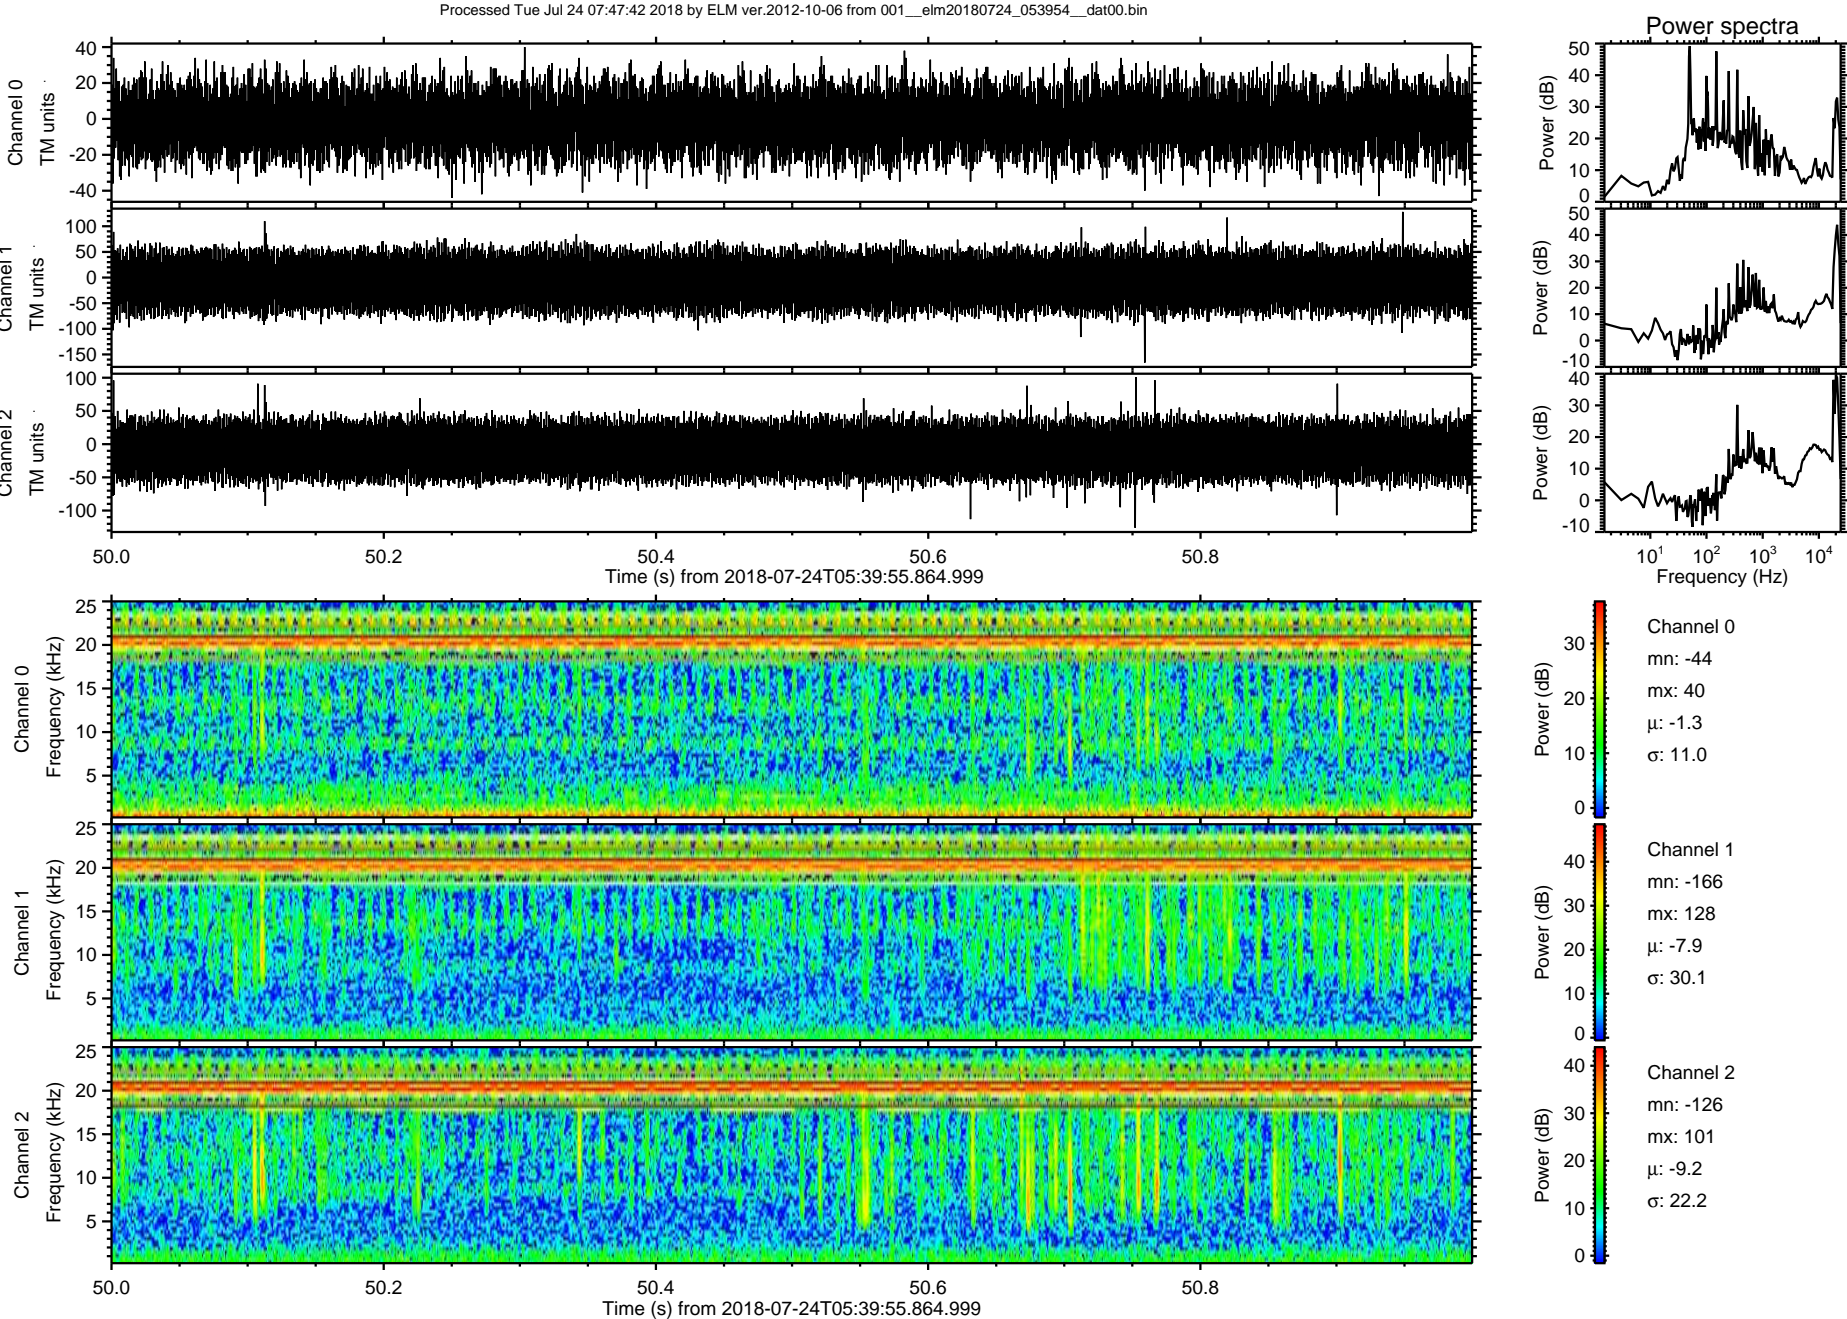 Processed Tue Jul 24 07:47:42 2018 by ELM ver.2012-10-06 from 001__elm20180724_053954__dat00.bin
Power spectra
Channel 0
TM units
40
20
0
-20
-40
Power (dB)
50
40
30
20
10
0
Channel 1
TM units
100
50
0
-50
-100
-150
Power (dB)
50
40
30
20
10
0
-10
Channel 2
TM units
100
50
0
-50
-100
Power (dB)
40
30
20
10
0
-10
50.0 50.2 50.4 50.6 50.8
Time (s) from 2018-07-24T05:39:55.864.999
10^1 10^2 10^3 10^4
Frequency (Hz)
Channel 0
Frequency (kHz)
25
20
15
10
5
Power (dB)
30
20
10
0
Channel 0
mn: -44
mx: 40
μ: -1.3
σ: 11.0
Channel 1
Frequency (kHz)
25
20
15
10
5
Power (dB)
40
30
20
10
0
Channel 1
mn: -166
mx: 128
μ: -7.9
σ: 30.1
Channel 2
Frequency (kHz)
25
20
15
10
5
Power (dB)
40
30
20
10
0
Channel 2
mn: -126
mx: 101
μ: -9.2
σ: 22.2
50.0 50.2 50.4 50.6 50.8
Time (s) from 2018-07-24T05:39:55.864.999